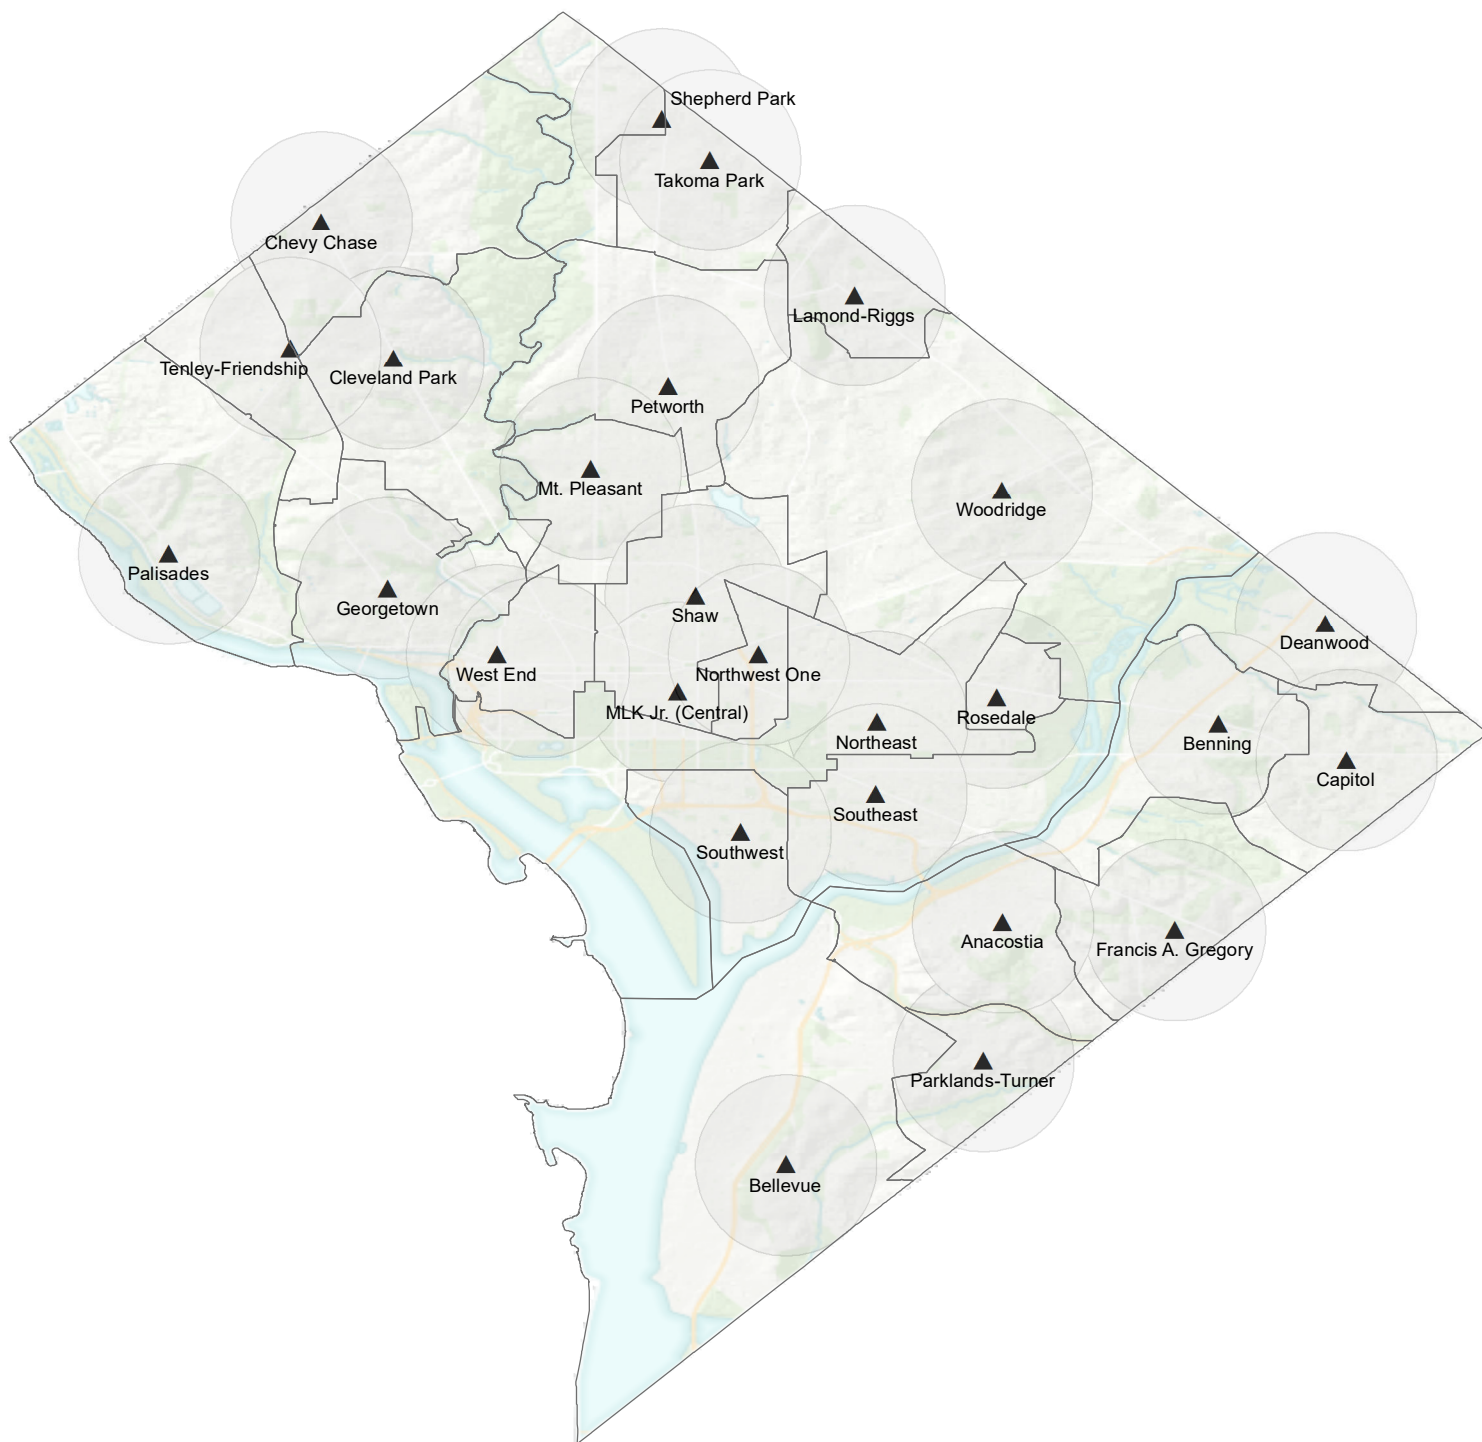 Shepherd Park
Takoma Park
Chevy Chase
Lamond-Riggs
Tenley-Friendship
Cleveland Park
Petworth
Mt. Pleasant
Woodridge
Palisades
Georgetown
Shaw
Deanwood
West End
Northwest One
MLK Jr. (Central)
Rosedale
Northeast
Benning
Capitol
Southeast
Southwest
Anacostia
Francis A. Gregory
Parklands-Turner
Bellevue